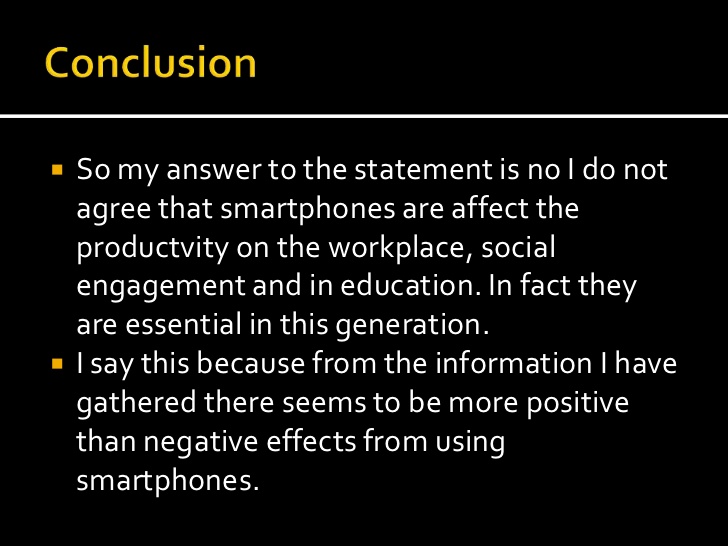 Conclusion
So my answer to the statement is no I do not
agree that smartphones are affect the
productvity on the workplace, social
engagement and in education. In fact they
are essential in this generation.
I say this because from the information I have
gathered there seems to be more positive
than negative effects from using
smartphones.